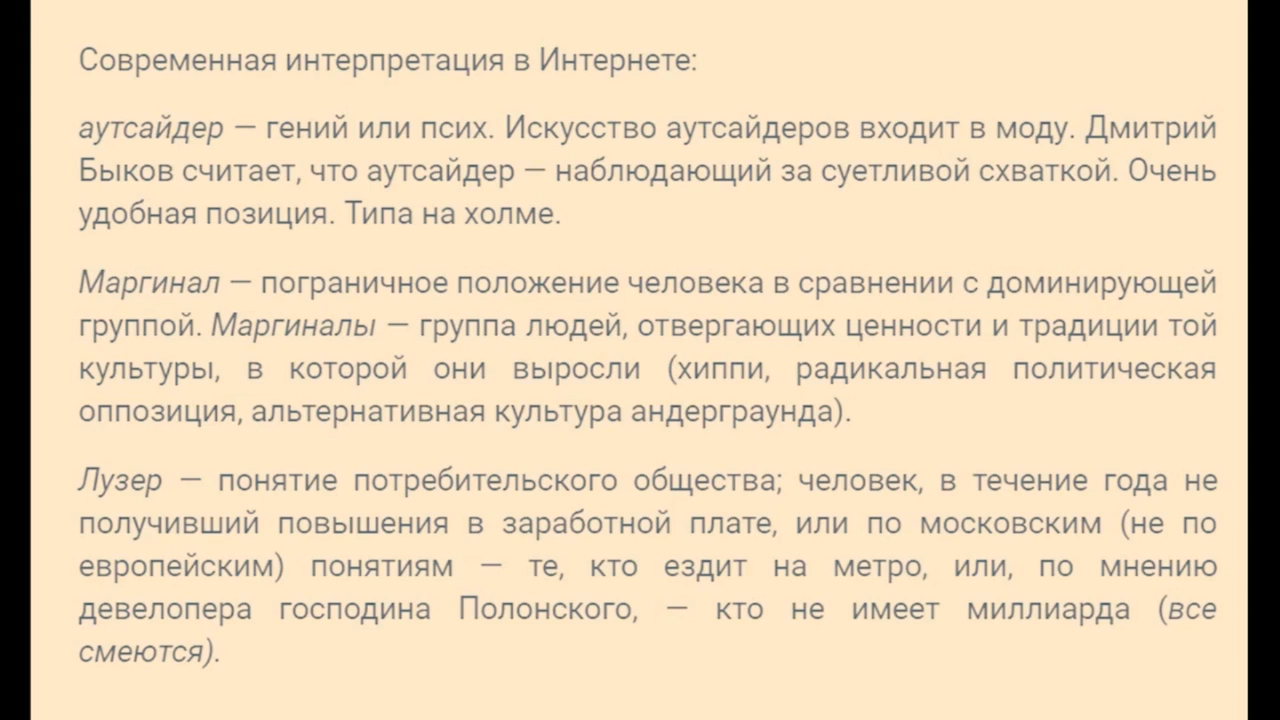 Современная интерпретация в Интернете:
аутсайдер — гений или псих. Искусство аутсайдеров входит в моду. Дмитрий
Быков считает, что аутсайдер — наблюдающий за суетливой схваткой. Очень
удобная позиция. Типа на холме.
Маргинал — пограничное положение человека в сравнении с доминирующей
группой. Маргиналы — группа людей, отвергающих ценности и традиции той
культуры, в которой они выросли (хиппи, радикальная политическая
оппозиция, альтернативная культура андерграунда).
Лузер — понятие потребительского общества; человек, в течение года не
получивший повышения в заработной плате, или по московским (не по
европейским) понятиям — те, кто ездит на метро, или, по мнению
девелопера господина Полонского, — кто не имеет миллиарда (все
смеются).